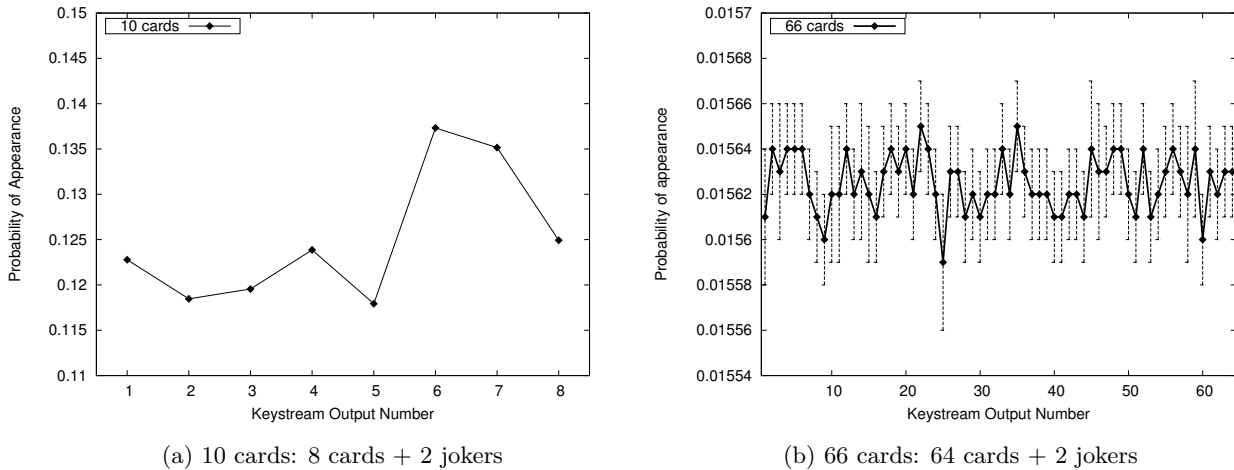 0.15
0.145
0.14
0.135
0.13
0.125
0.12
0.115
0.11
Probability of Appearance
10 cards
1 2 3 4 5 6 7 8
Keystream Output Number
(a) 10 cards: 8 cards + 2 jokers
0.0157
0.01568
0.01566
0.01564
0.01562
0.0156
0.01558
0.01556
0.01554
Probability of appearance
66 cards
10 20 30 40 50 60
Keystream Output Number
(b) 66 cards: 64 cards + 2 jokers